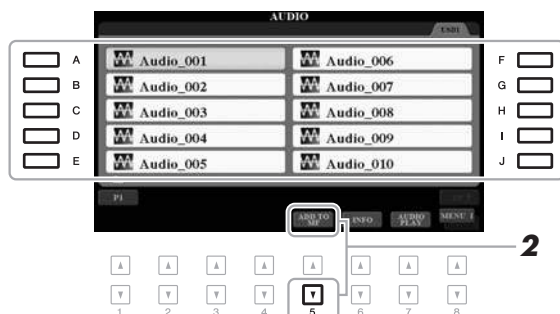 AUDIO
USB1
A Audio_001 Audio_006 F
B Audio_002 Audio_007 G
C Audio_003 Audio_008 H
D Audio_004 Audio_009 I
E Audio_005 Audio_010 J
P1
ADD TO MF INFO AUDIO PLAY MENU 1
2
1 2 3 4 5 6 7 8